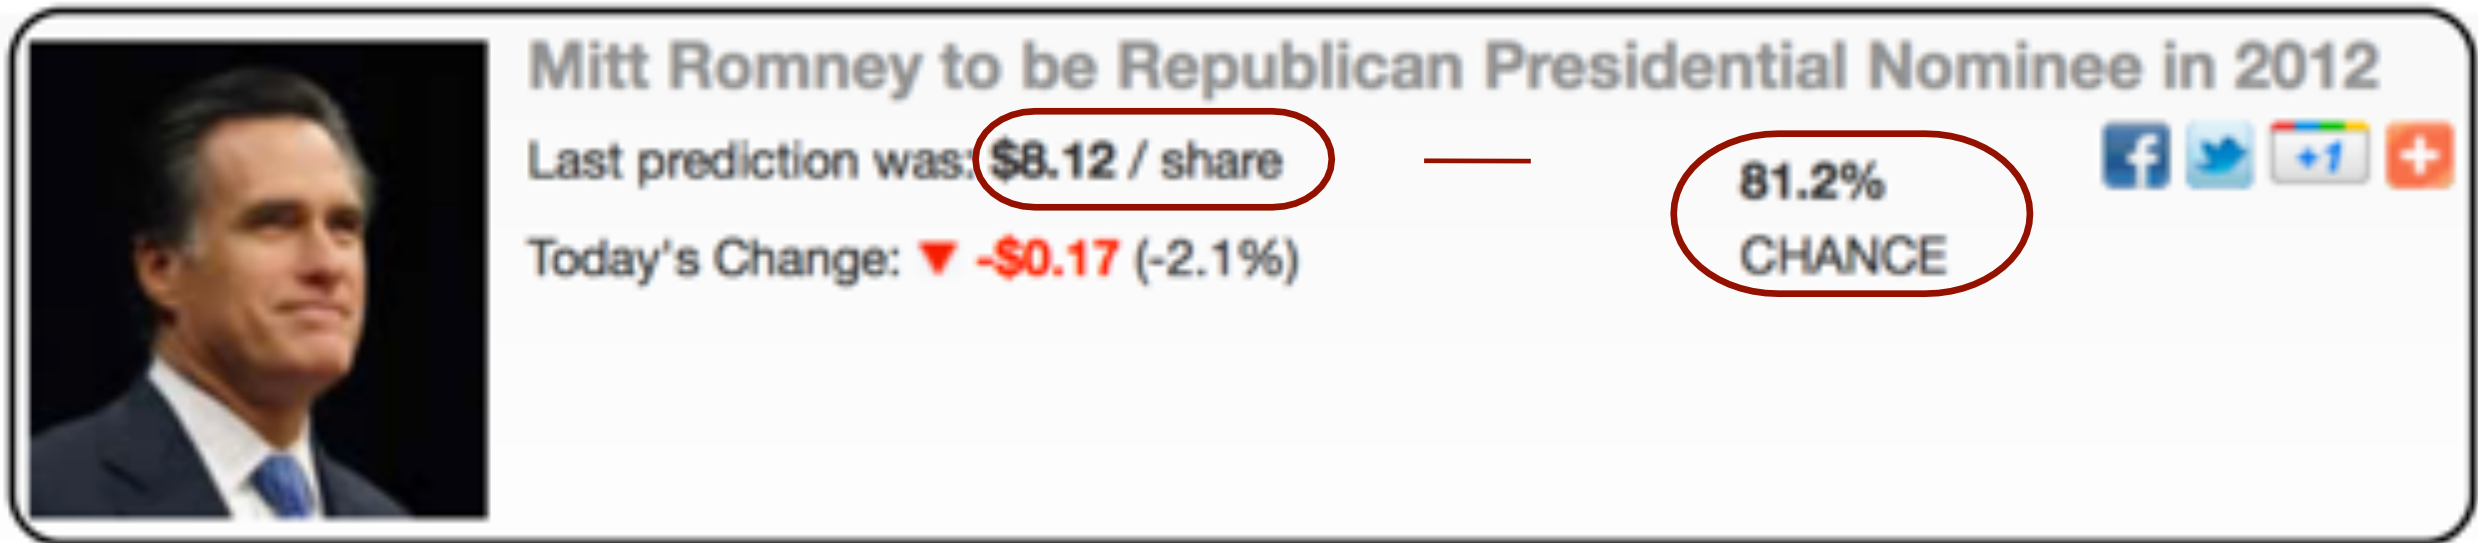 Mitt Romney to be Republican Presidential Nominee in 2012
Last prediction was: $8.12 / share
81.2%
CHANCE
Today's Change: ▼ -$0.17 (-2.1%)
f
+1
+